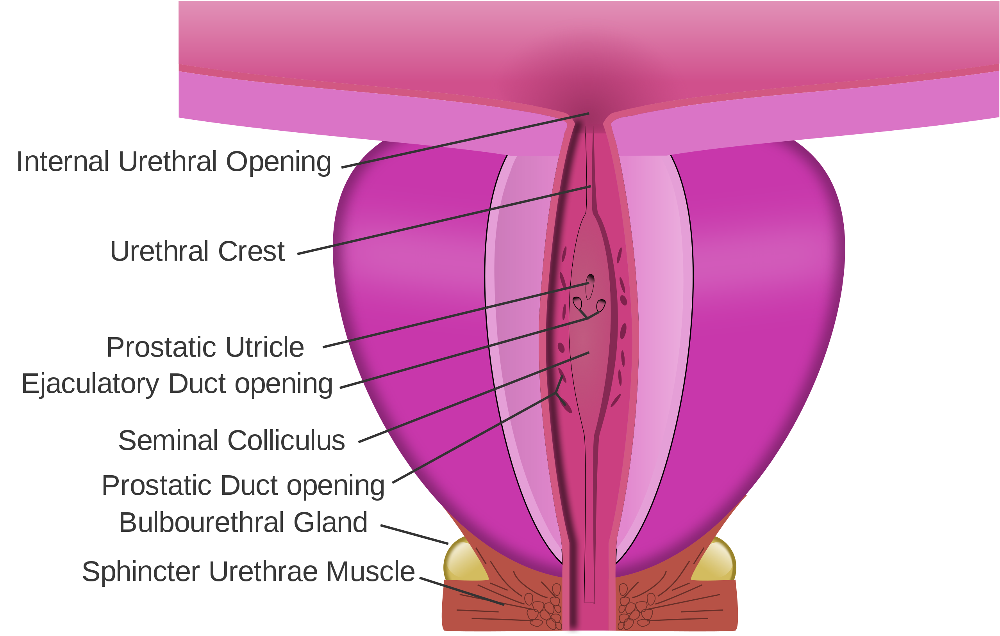 Internal Urethral Opening
Urethral Crest
Prostatic Utricle
Ejaculatory Duct opening
Seminal Colliculus
Prostatic Duct opening
Bulbourethral Gland
Sphincter Urethrae Muscle